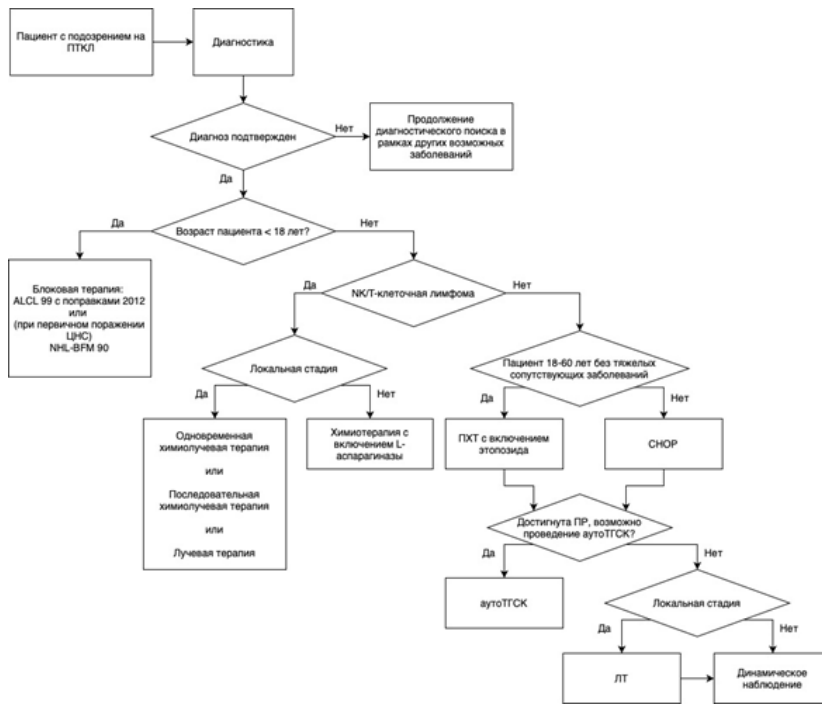 Пациент с подозрением на
ПТКЛ
Диагностика
Диагноз подтвержден
Нет
Продолжение
диагностического поиска в
рамках других возможных
заболеваний
Да
Да
Возраст пациента < 18 лет?
Нет
Блоковая терапия:
ALCL 99 с поправками 2012
или
(при первичном поражении
ЦНС)
NHL-BFM 90
Да
NK/T-клеточная лимфома
Нет
Локальная стадия
Пациент 18-60 лет без тяжелых
сопутствующих заболеваний
Да
Нет
Да
Нет
Одновременная
химиолучевая терапия
или
Последовательная
химиолучевая терапия
или
Лучевая терапия
Химиотерапия с
включением L-
аспарагиназы
ПХТ с включением
этопозида
CHOP
Достигнута ПР, возможно
проведение аутоТГСК?
Да
Нет
аутоТГСК
Локальная стадия
Да
Нет
ЛТ
Динамическое
наблюдение